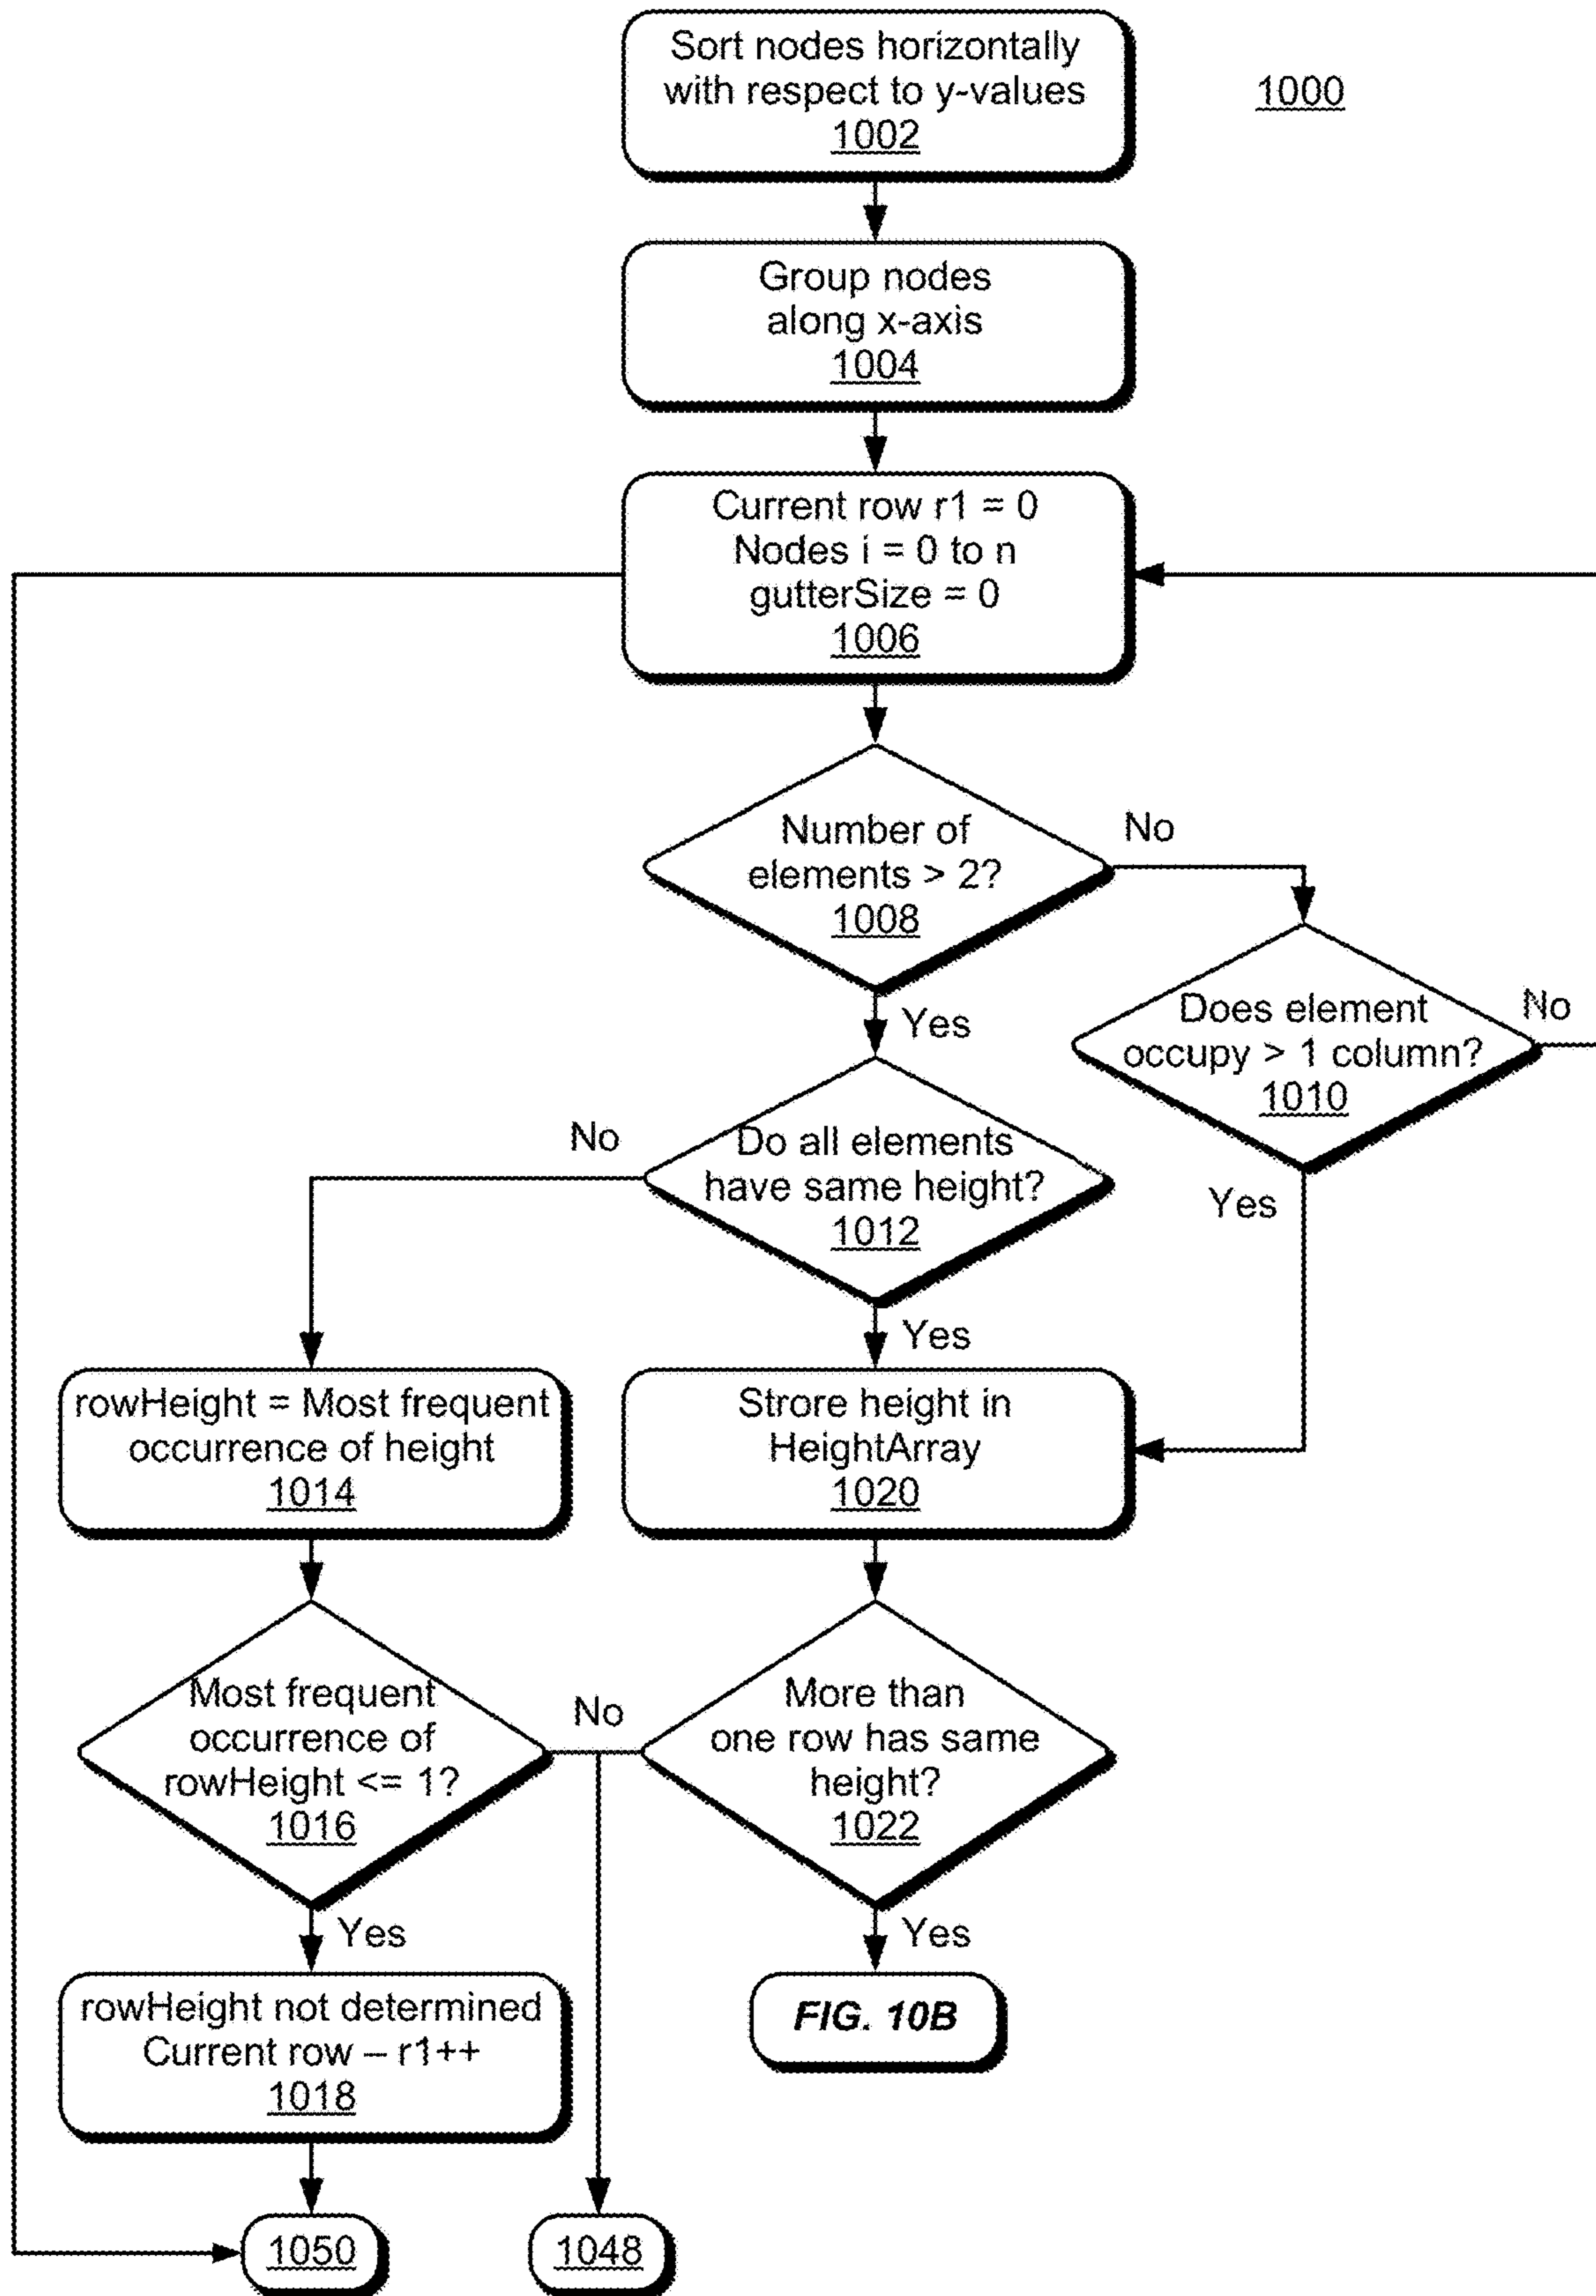 Sort nodes horizontally
with respect to y-values
1002
1000
Group nodes
along x-axis
1004
Current row r1 = 0
Nodes i = 0 to n
gutterSize = 0
1006
Number of
elements > 2?
1008
No
Yes
Does element
occupy > 1 column?
1010
No
Yes
Do all elements
have same height?
1012
No
Yes
rowHeight = Most frequent
occurrence of height
1014
Strore height in
HeightArray
1020
Most frequent
occurrence of
rowHeight <= 1?
1016
No
More than
one row has same
height?
1022
Yes
Yes
rowHeight not determined
Current row – r1++
1018
FIG. 10B
1050
1048